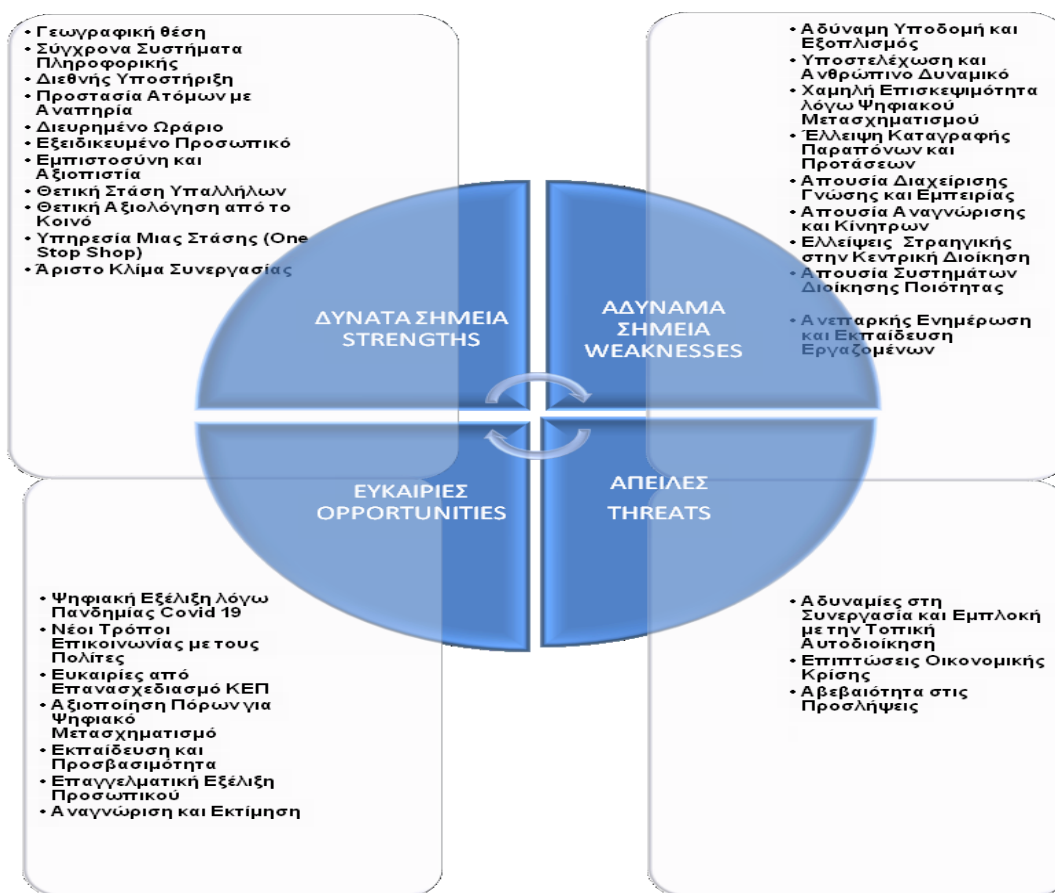 • Γεωγραφική θέση
• Σύγχρονα Συστήματα
Πληροφορικής
• Διεθνής Υποστήριξη
• Προστασία Ατόμων με
Αναπηρία
• Διευρημένο Ωράριο
• Εξειδικευμένο Προσωπικό
• Εμπιστοσύνη και
Αξιοπιστία
• Θετική Στάση Υπαλλήλων
• Θετική Αξιολόγηση από το
Κοινό
• Υπηρεσία Μιας Στάσης (One
Stop Shop)
• Άριστο Κλίμα Συνεργασίας
• Αδύναμη Υποδομή και
Εξοπλισμός
• Υποστελέχωση και
Ανθρώπινο Δυναμικό
• Χαμηλή Επισκεψιμότητα
λόγω Ψηφιακού
Μετασχηματισμού
• Έλλειψη Καταγραφής
Παραπόνων και
Προτάσεων
• Απουσία Διαχείρισης
Γνώσης και Εμπειρίας
• Απουσία Αναγνώρισης
και Κίνητρων
• Ελλείψεις Στραηγικής
στην Κεντρική Διοίκηση
• Απουσία Συστημάτων
Διοίκησης Ποιότητας
• Ανεπαρκής Ενημέρωση
και Εκπαίδευση
Εργαζομένων
ΔΥΝΑΤΑ ΣΗΜΕΙΑ
STRENGTHS
ΑΔΥΝΑΜΑ
ΣΗΜΕΙΑ
WEAKNESSES
ΕΥΚΑΙΡΙΕΣ
OPPORTUNITIES
ΑΠΕΙΛΕΣ
THREATS
• Ψηφιακή Εξέλιξη λόγω
Πανδημίας Covid 19
• Νέοι Τρόποι
Επικοινωνίας με τους
Πολίτες
• Ευκαιρίες από
Επανασχεδιασμό ΚΕΠ
• Αξιοποίηση Πόρων για
Ψηφιακό
Μετασχηματισμό
• Εκπαίδευση και
Προσβασιμότητα
• Επαγγελματική Εξέλιξη
Προσωπικού
• Αναγνώριση και Εκτίμηση
• Αδυναμίες στη
Συνεργασία και Εμπλοκή
με την Τοπική
Αυτοδιοίκηση
• Επιπτώσεις Οικονομικής
Κρίσης
• Αβεβαιότητα στις
Προσλήψεις